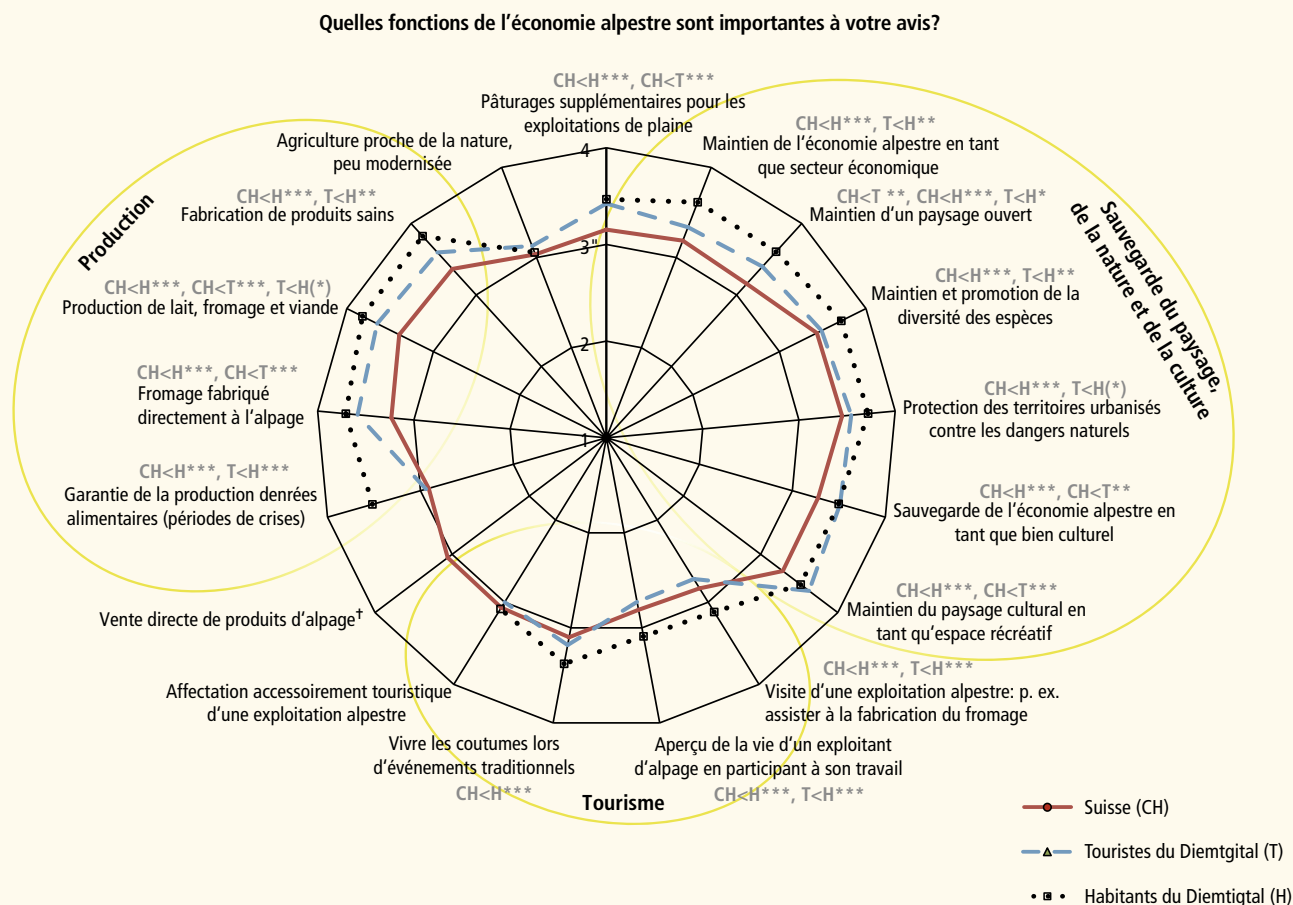 Quelles fonctions de l'économie alpestre sont importantes à votre avis?
CH<H***, CH<T***
Pâturages supplémentaires pour les
exploitations de plaine
CH<H***, T<H**
Maintien de l'économie alpestre en tant
que secteur économique
CH<T **, CH<H***, T<H*
Maintien d'un paysage ouvert
CH<H***, T<H**
Maintien et promotion de la
diversité des espèces
CH<H***, T<H(*)
Protection des territoires urbanisés
contre les dangers naturels
CH<H***, CH<T**
Sauvegarde de l'économie alpestre en
tant que bien culturel
CH<H***, CH<T***
Maintien du paysage cultural en
tant qu'espace récréatif
CH<H***, T<H***
Visite d'une exploitation alpestre: p. ex.
assister à la fabrication du fromage
Aperçu de la vie d'un exploitant
d'alpage en participant à son travail
CH<H***, T<H***
Vivre les coutumes lors
d'événements traditionnels
CH<H***
Affectation accessoirement touristique
d'une exploitation alpestre
Vente directe de produits d'alpage†
CH<H***, T<H***
Garantie de la production denrées
alimentaires (périodes de crises)
CH<H***, CH<T***
Fromage fabriqué
directement à l'alpage
CH<H***, CH<T***, T<H(*)
Production de lait, fromage et viande
CH<H***, T<H**
Fabrication de produits sains
Agriculture proche de la nature,
peu modernisée
4
3"
2
1
Production
Sauvegarde du paysage,
de la nature et de la culture
Tourisme
Suisse (CH)
Touristes du Diemtgital (T)
Habitants du Diemtigtal (H)